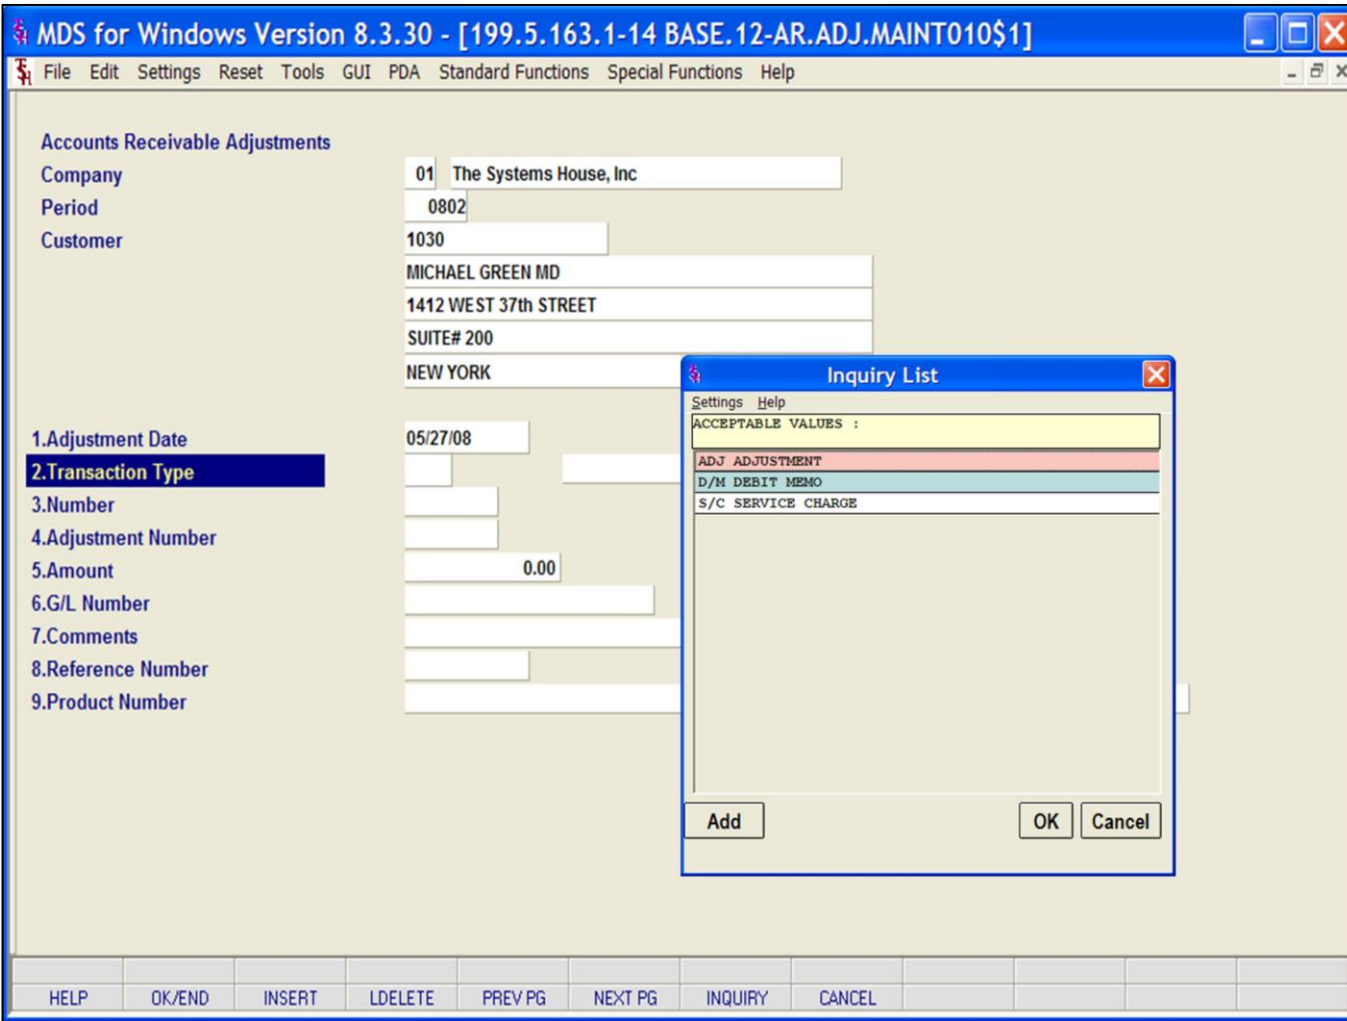 MDS for Windows Version 8.3.30 - [199.5.163.1-14 BASE.12-AR.ADJ.MAINT010$1]
File Edit Settings Reset Tools GUI PDA Standard Functions Special Functions Help
Accounts Receivable Adjustments
Company 01 The Systems House, Inc
Period 0802
Customer 1030
MICHAEL GREEN MD
1412 WEST 37th STREET
SUITE# 200
NEW YORK
1.Adjustment Date 05/27/08
2.Transaction Type
3.Number
4.Adjustment Number
5.Amount 0.00
6.G/L Number
7.Comments
8.Reference Number
9.Product Number
Inquiry List
Settings Help
ACCEPTABLE VALUES :
ADJ ADJUSTMENT
D/M DEBIT MEMO
S/C SERVICE CHARGE
Add OK Cancel
HELP OK/END INSERT LDELETE PREV PG NEXT PG INQUIRY CANCEL